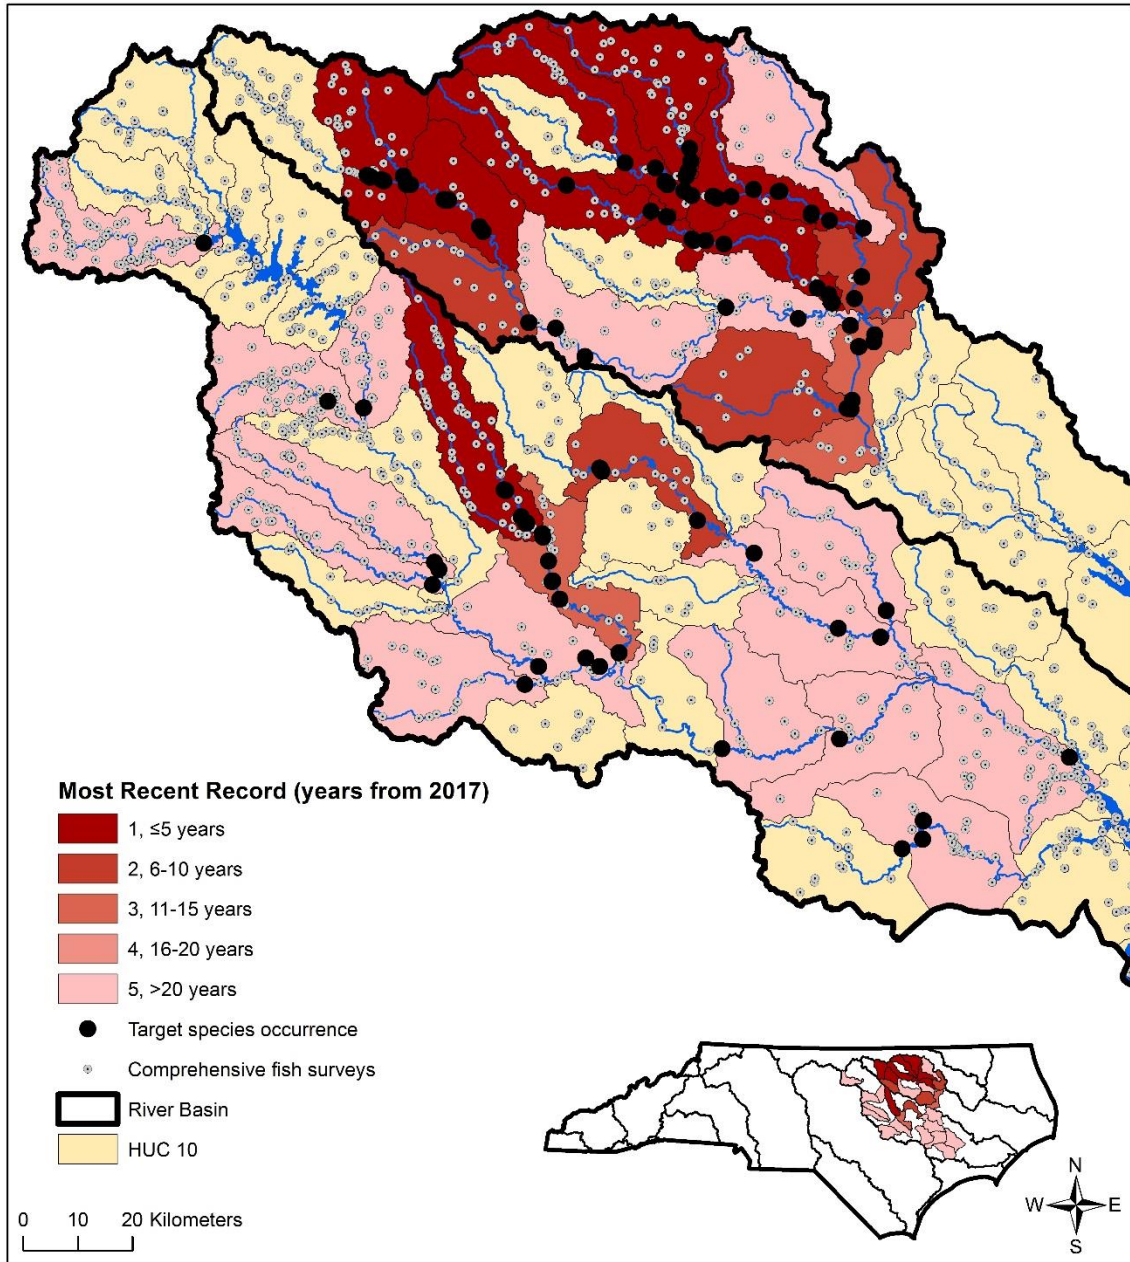 Most Recent Record (years from 2017)
1, ≤5 years
2, 6-10 years
3, 11-15 years
4, 16-20 years
5, >20 years
Target species occurrence
Comprehensive fish surveys
River Basin
HUC 10
0 10 20 Kilometers
N
W E
S